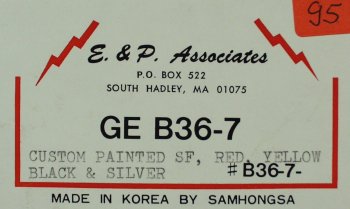 95
E. & P. Associates
P.O. BOX 522
SOUTH HADLEY, MA 01075
GE B36-7
CUSTOM PAINTED SF, RED, YELLOW
BLACK & SILVER #B36-7-
MADE IN KOREA BY SAMHONGSA